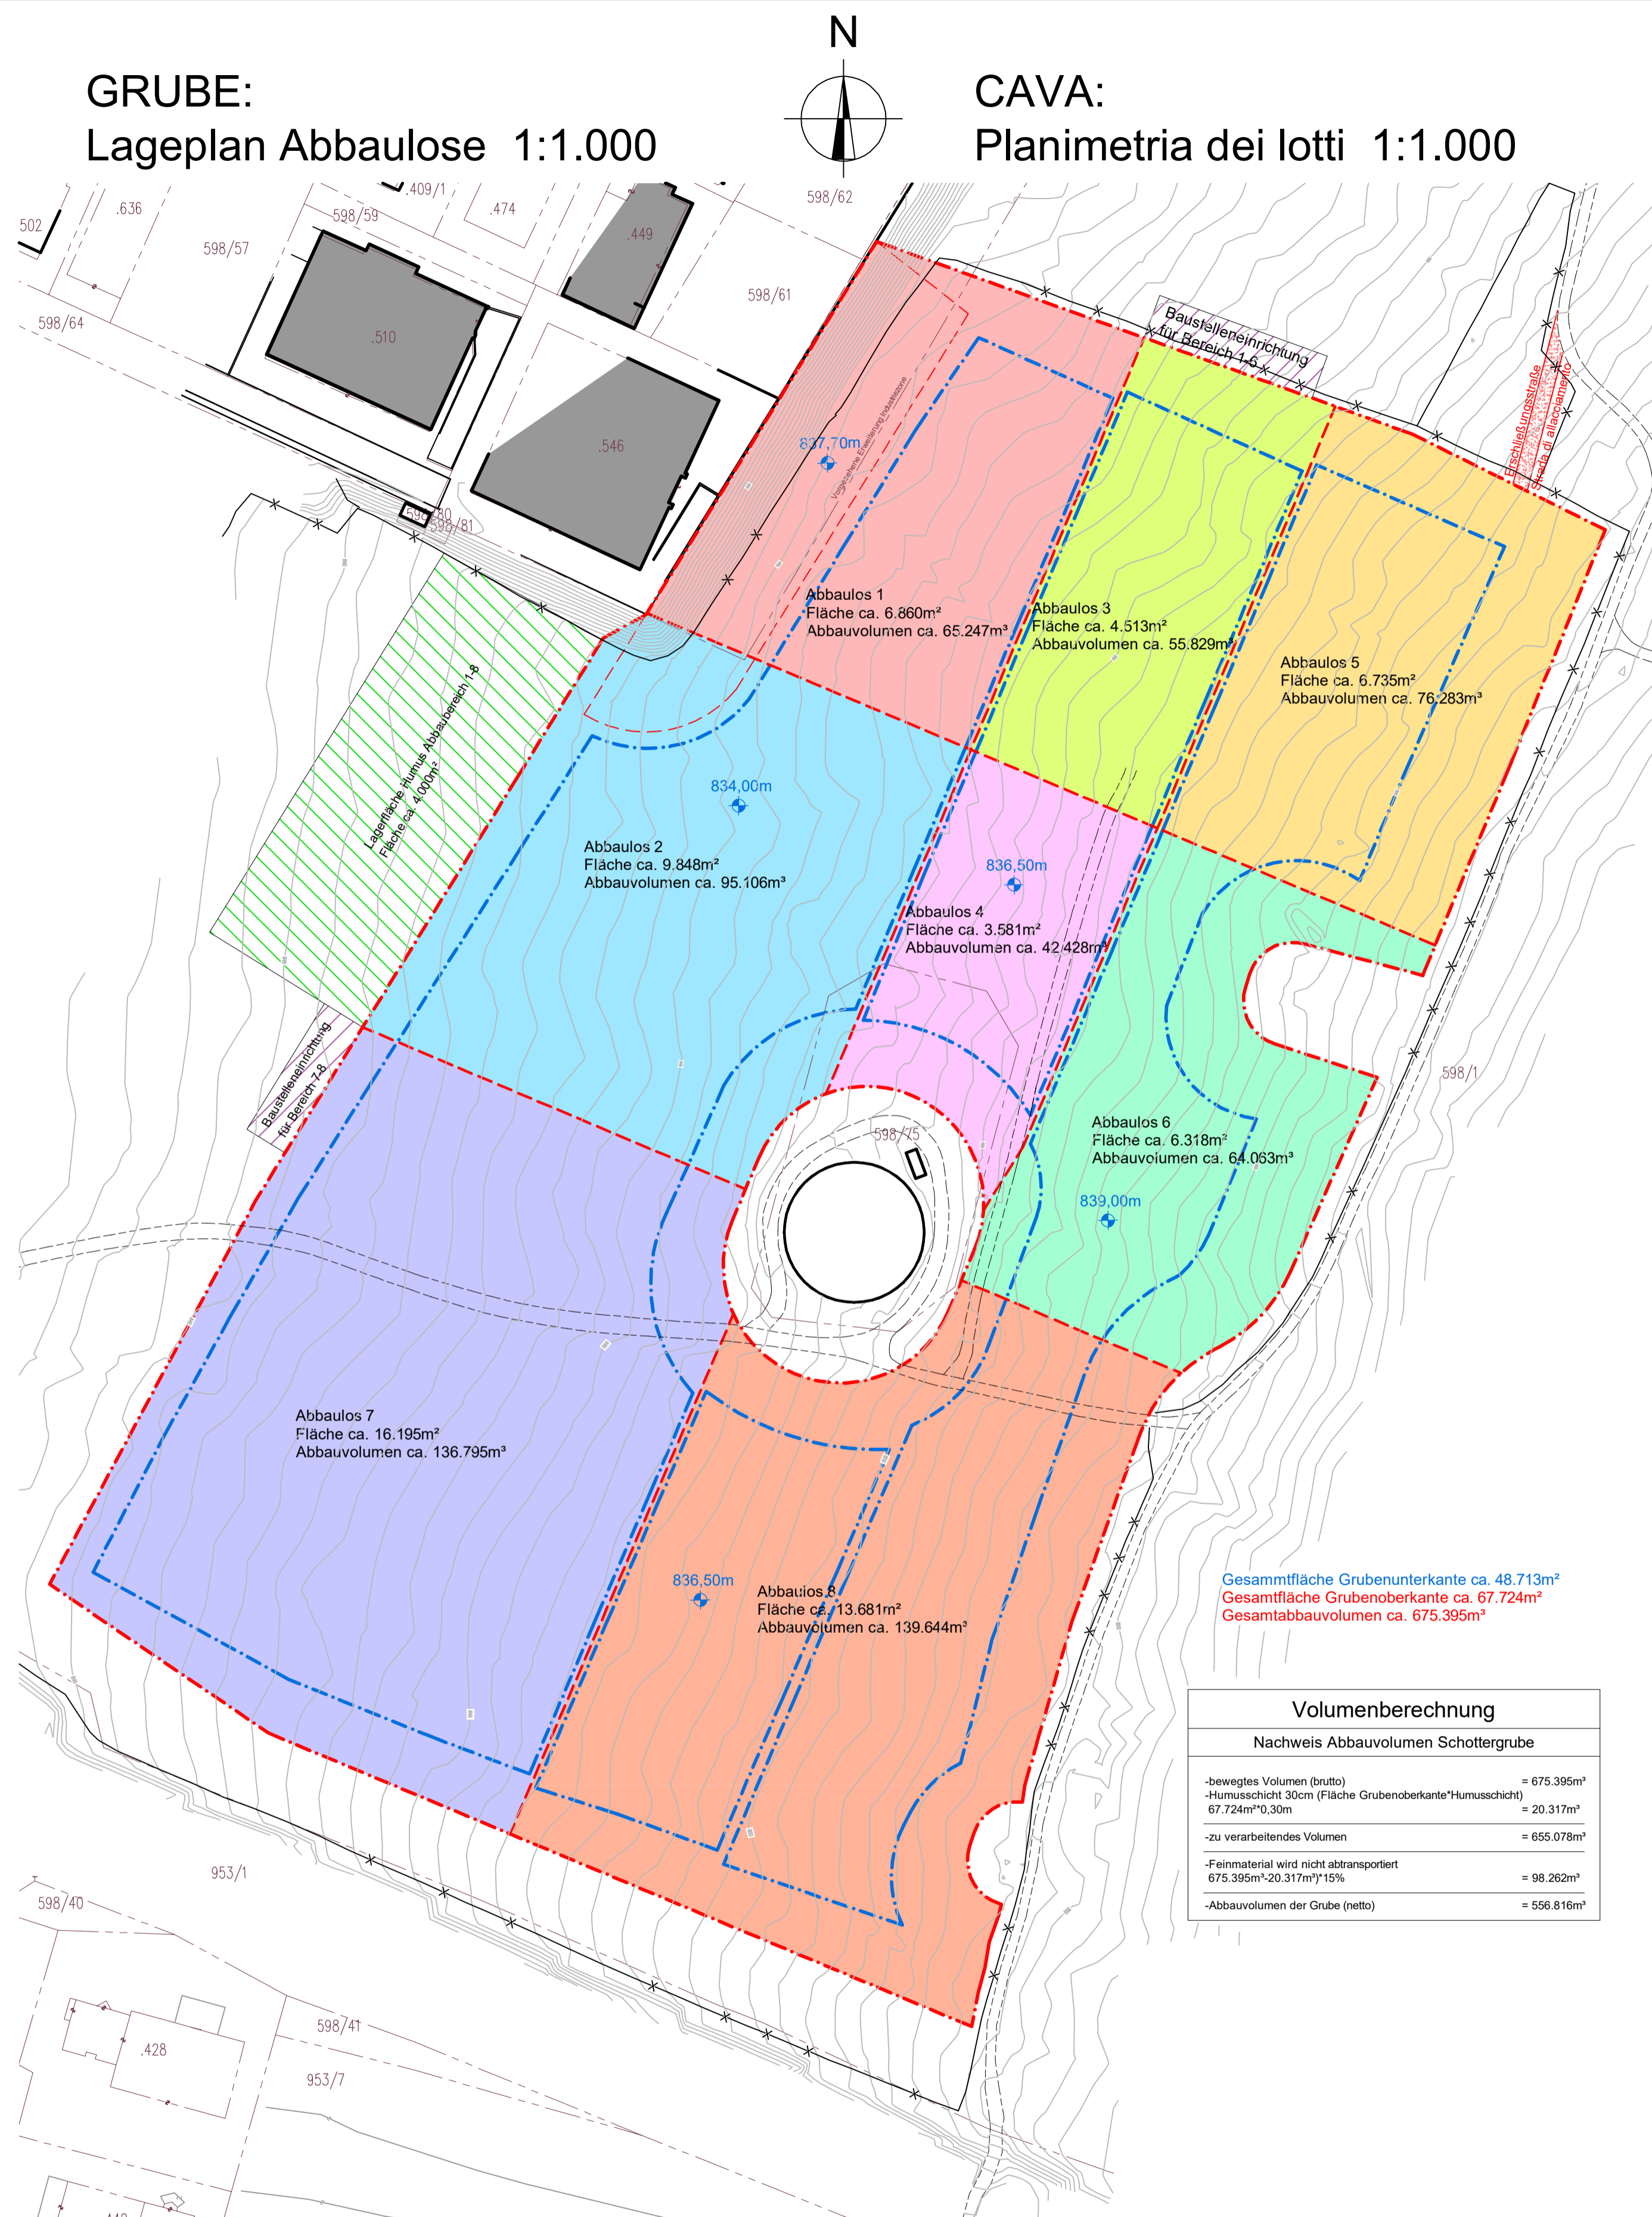 N
GRUBE:
Lageplan Abbaulose 1:1.000
CAVA:
Planimetria dei lotti 1:1.000
502
.636
598/57
598/59
.409/1
.474
.449
598/62
598/61
598/64
.510
.546
598/80
598/81
Baustelleneinrichtung
für Bereich 1-6
Erschließungsstraße
Strada di allacciamento
Vorgesehene Erweiterung Industriezone
837,70m
Abbaulos 1
Fläche ca. 6.860m²
Abbauvolumen ca. 65.247m³
Abbaulos 3
Fläche ca. 4.513m²
Abbauvolumen ca. 55.829m³
Abbaulos 5
Fläche ca. 6.735m²
Abbauvolumen ca. 76.283m³
Lagerfläche Humus Abbaubereich 1-8
Fläche ca. 4.000m²
834,00m
Abbaulos 2
Fläche ca. 9.848m²
Abbauvolumen ca. 95.106m³
836,50m
Abbaulos 4
Fläche ca. 3.581m²
Abbauvolumen ca. 42.428m³
Baustelleneinrichtung
für Bereich 7-8
598/75
598/1
Abbaulos 6
Fläche ca. 6.318m²
Abbauvolumen ca. 64.063m³
839,00m
Abbaulos 7
Fläche ca. 16.195m²
Abbauvolumen ca. 136.795m³
836,50m
Abbaulos 8
Fläche ca. 13.681m²
Abbauvolumen ca. 139.644m³
Gesammtfläche Grubenunterkante ca. 48.713m²
Gesamtfläche Grubenoberkante ca. 67.724m²
Gesamtabbauvolumen ca. 675.395m³
Volumenberechnung
Nachweis Abbauvolumen Schottergrube
-bewegtes Volumen (brutto) = 675.395m³
-Humusschicht 30cm (Fläche Grubenoberkante*Humusschicht)
67.724m²*0,30m = 20.317m³
-zu verarbeitendes Volumen = 655.078m³
-Feinmaterial wird nicht abtransportiert
675.395m³-20.317m³)*15% = 98.262m³
-Abbauvolumen der Grube (netto) = 556.816m³
953/1
598/40
598/41
.428
953/7